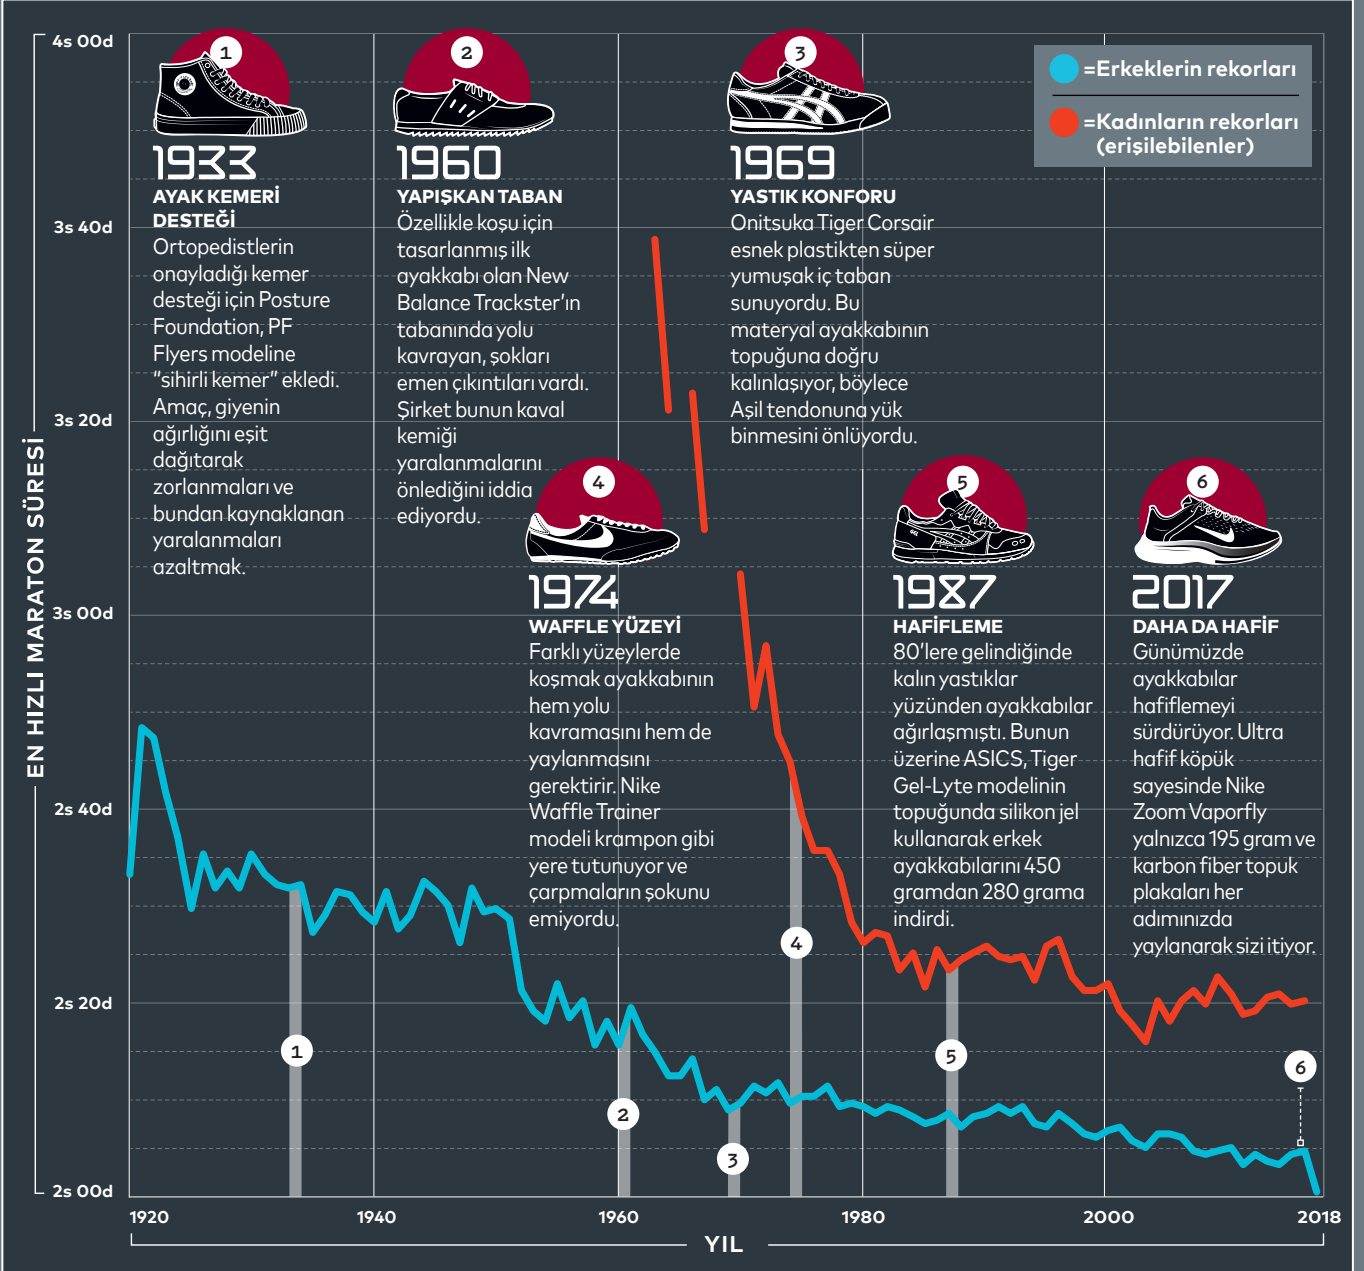 EN HIZLI MARATON SÜRESİ
4s 00d
3s 40d
3s 20d
3s 00d
2s 40d
2s 20d
2s 00d
=Erkeklerin rekorları
=Kadınların rekorları
(erişilebilenler)
1
1933
AYAK KEMERİ
DESTEĞİ
Ortopedistlerin
onayladığı kemer
desteği için Posture
Foundation, PF
Flyers modeline
“sihirli kemer” ekledi.
Amaç, giyenin
ağırlığını eşit
dağıtarak
zorlanmaları ve
bundan kaynaklanan
yaralanmaları
azaltmak.
2
1960
YAPIŞKAN TABAN
Özellikle koşu için
tasarlanmış ilk
ayakkabı olan New
Balance Trackster’ın
tabanında yolu
kavrayan, şokları
emen çıkıntıları vardı.
Şirket bunun kaval
kemiği
yaralanmalarını
önlediğini iddia
ediyordu.
3
1969
YASTIK KONFORU
Onitsuka Tiger Corsair
esnek plastikten süper
yumuşak iç taban
sunuyordu. Bu
materyal ayakkabının
topuğuna doğru
kalınlaşıyor, böylece
Aşil tendonuna yük
binmesini önlüyordu.
4
1974
WAFFLE YÜZEYİ
Farklı yüzeylerde
koşmak ayakkabının
hem yolu
kavramasını hem de
yaylanmasını
gerektirir. Nike
Waffle Trainer
modeli krampon gibi
yere tutunuyor ve
çarpmaların şokunu
emiyordu.
5
GEL
1987
HAFİFLEME
80’lere gelindiğinde
kalın yastıklar
yüzünden ayakkabılar
ağırlaşmıştı. Bunun
üzerine ASICS, Tiger
Gel-Lyte modelinin
topuğunda silikon jel
kullanarak erkek
ayakkabılarını 450
gramdan 280 grama
indirdi.
6
2017
DAHA DA HAFİF
Günümüzde
ayakkabılar
hafiflemeyi
sürdürüyor. Ultra
hafif köpük
sayesinde Nike
Zoom Vaporfly
yalnızca 195 gram ve
karbon fiber topuk
plakaları her
adımınızda
yaylanarak sizi itiyor.
1
2
3
4
5
6
1920
1940
1960
1980
2000
2018
YIL